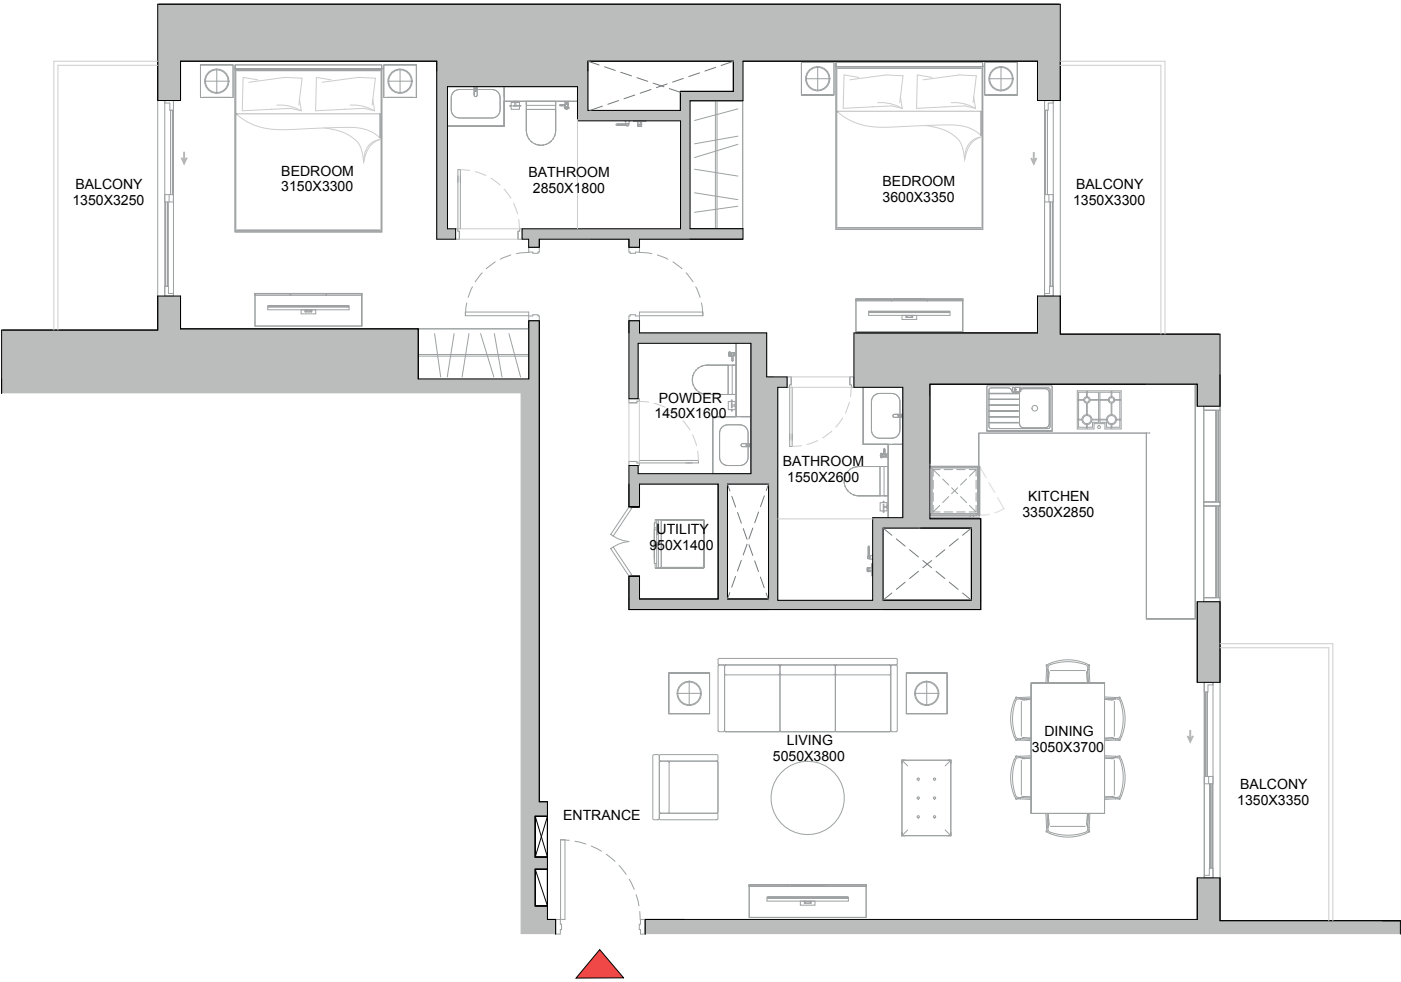 BEDROOM
3150X3300
BATHROOM
2850X1800
BEDROOM
3600X3350
BALCONY
1350X3250
BALCONY
1350X3300
POWDER
1450X1600
BATHROOM
1550X2600
KITCHEN
3350X2850
UTILITY
950X1400
LIVING
5050X3800
DINING
3050X3700
BALCONY
1350X3350
ENTRANCE